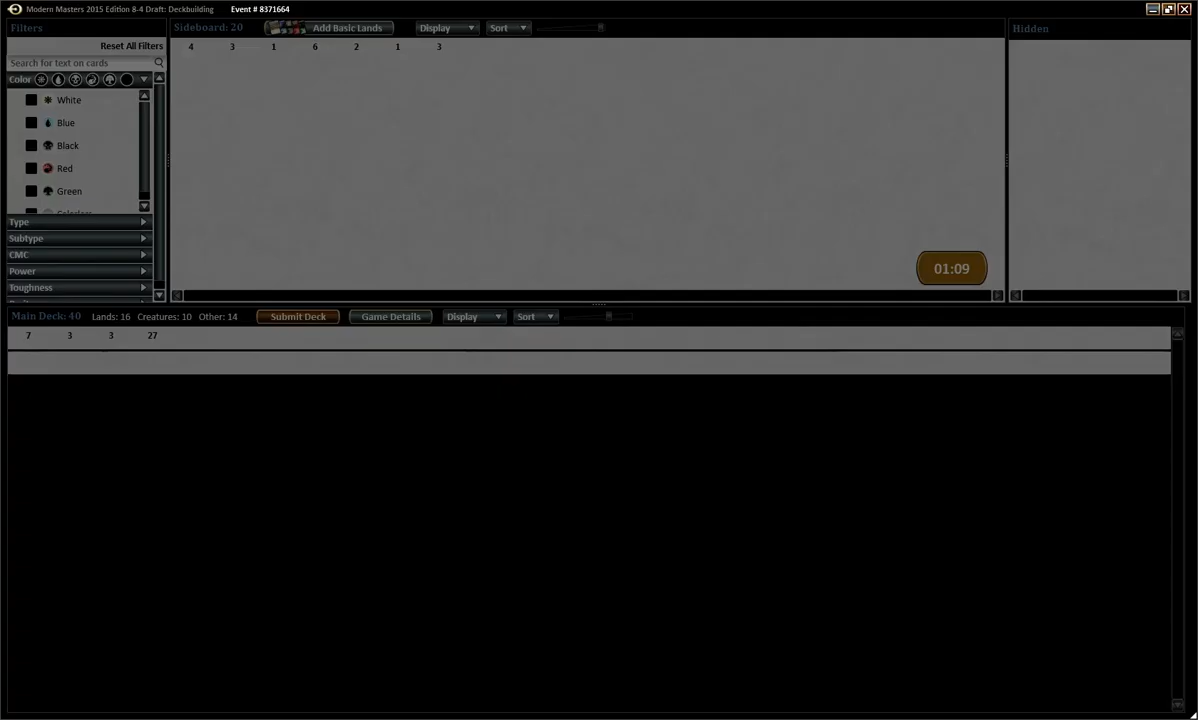 Modern Masters 2015 Edition 8-4 Draft: Deckbuilding Event # 8371664
Filters
Sideboard: 20 Add Basic Lands Display Sort
Hidden
Reset All Filters
4 3 1 6 2 1 3
Search for text on cards
Color
White
Blue
Black
Red
Green
Colorless
Type
Subtype
CMC
Power
Toughness
01:09
Main Deck: 40 Lands: 16 Creatures: 10 Other: 14 Submit Deck Game Details Display Sort
7 3 3 27